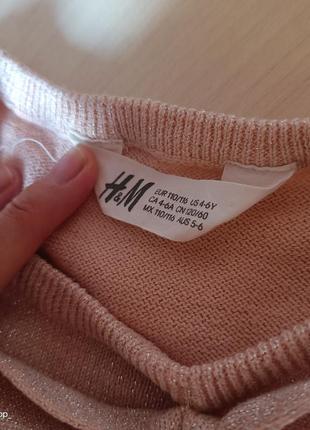 H&M
EUR 110/116 US 4-6Y
CA 4-6A CN 120/60
MX 110/116 AUS 5-6